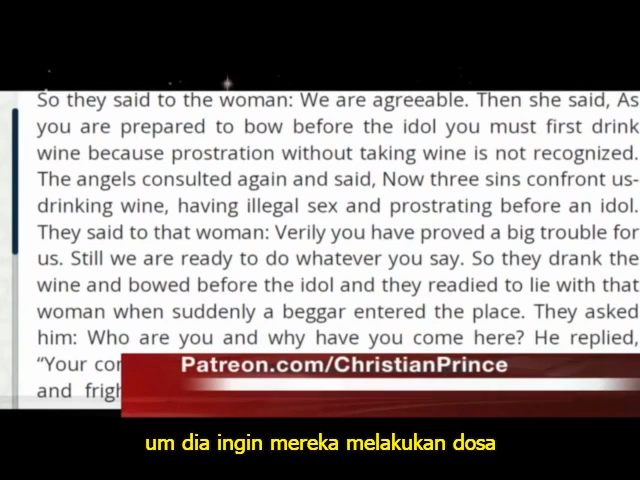 So they said to the woman: We are agreeable. Then she said, As
you are prepared to bow before the idol you must first drink
wine because prostration without taking wine is not recognized.
The angels consulted again and said, Now three sins confront us-
drinking wine, having illegal sex and prostrating before an idol.
They said to that woman: Verily you have proved a big trouble for
us. Still we are ready to do whatever you say. So they drank the
wine and bowed before the idol and they readied to lie with that
woman when suddenly a beggar entered the place. They asked
him: Who are you and why have you come here? He replied,
“Your
and
Patreon.com/ChristianPrince
um dia ingin mereka melakukan dosa